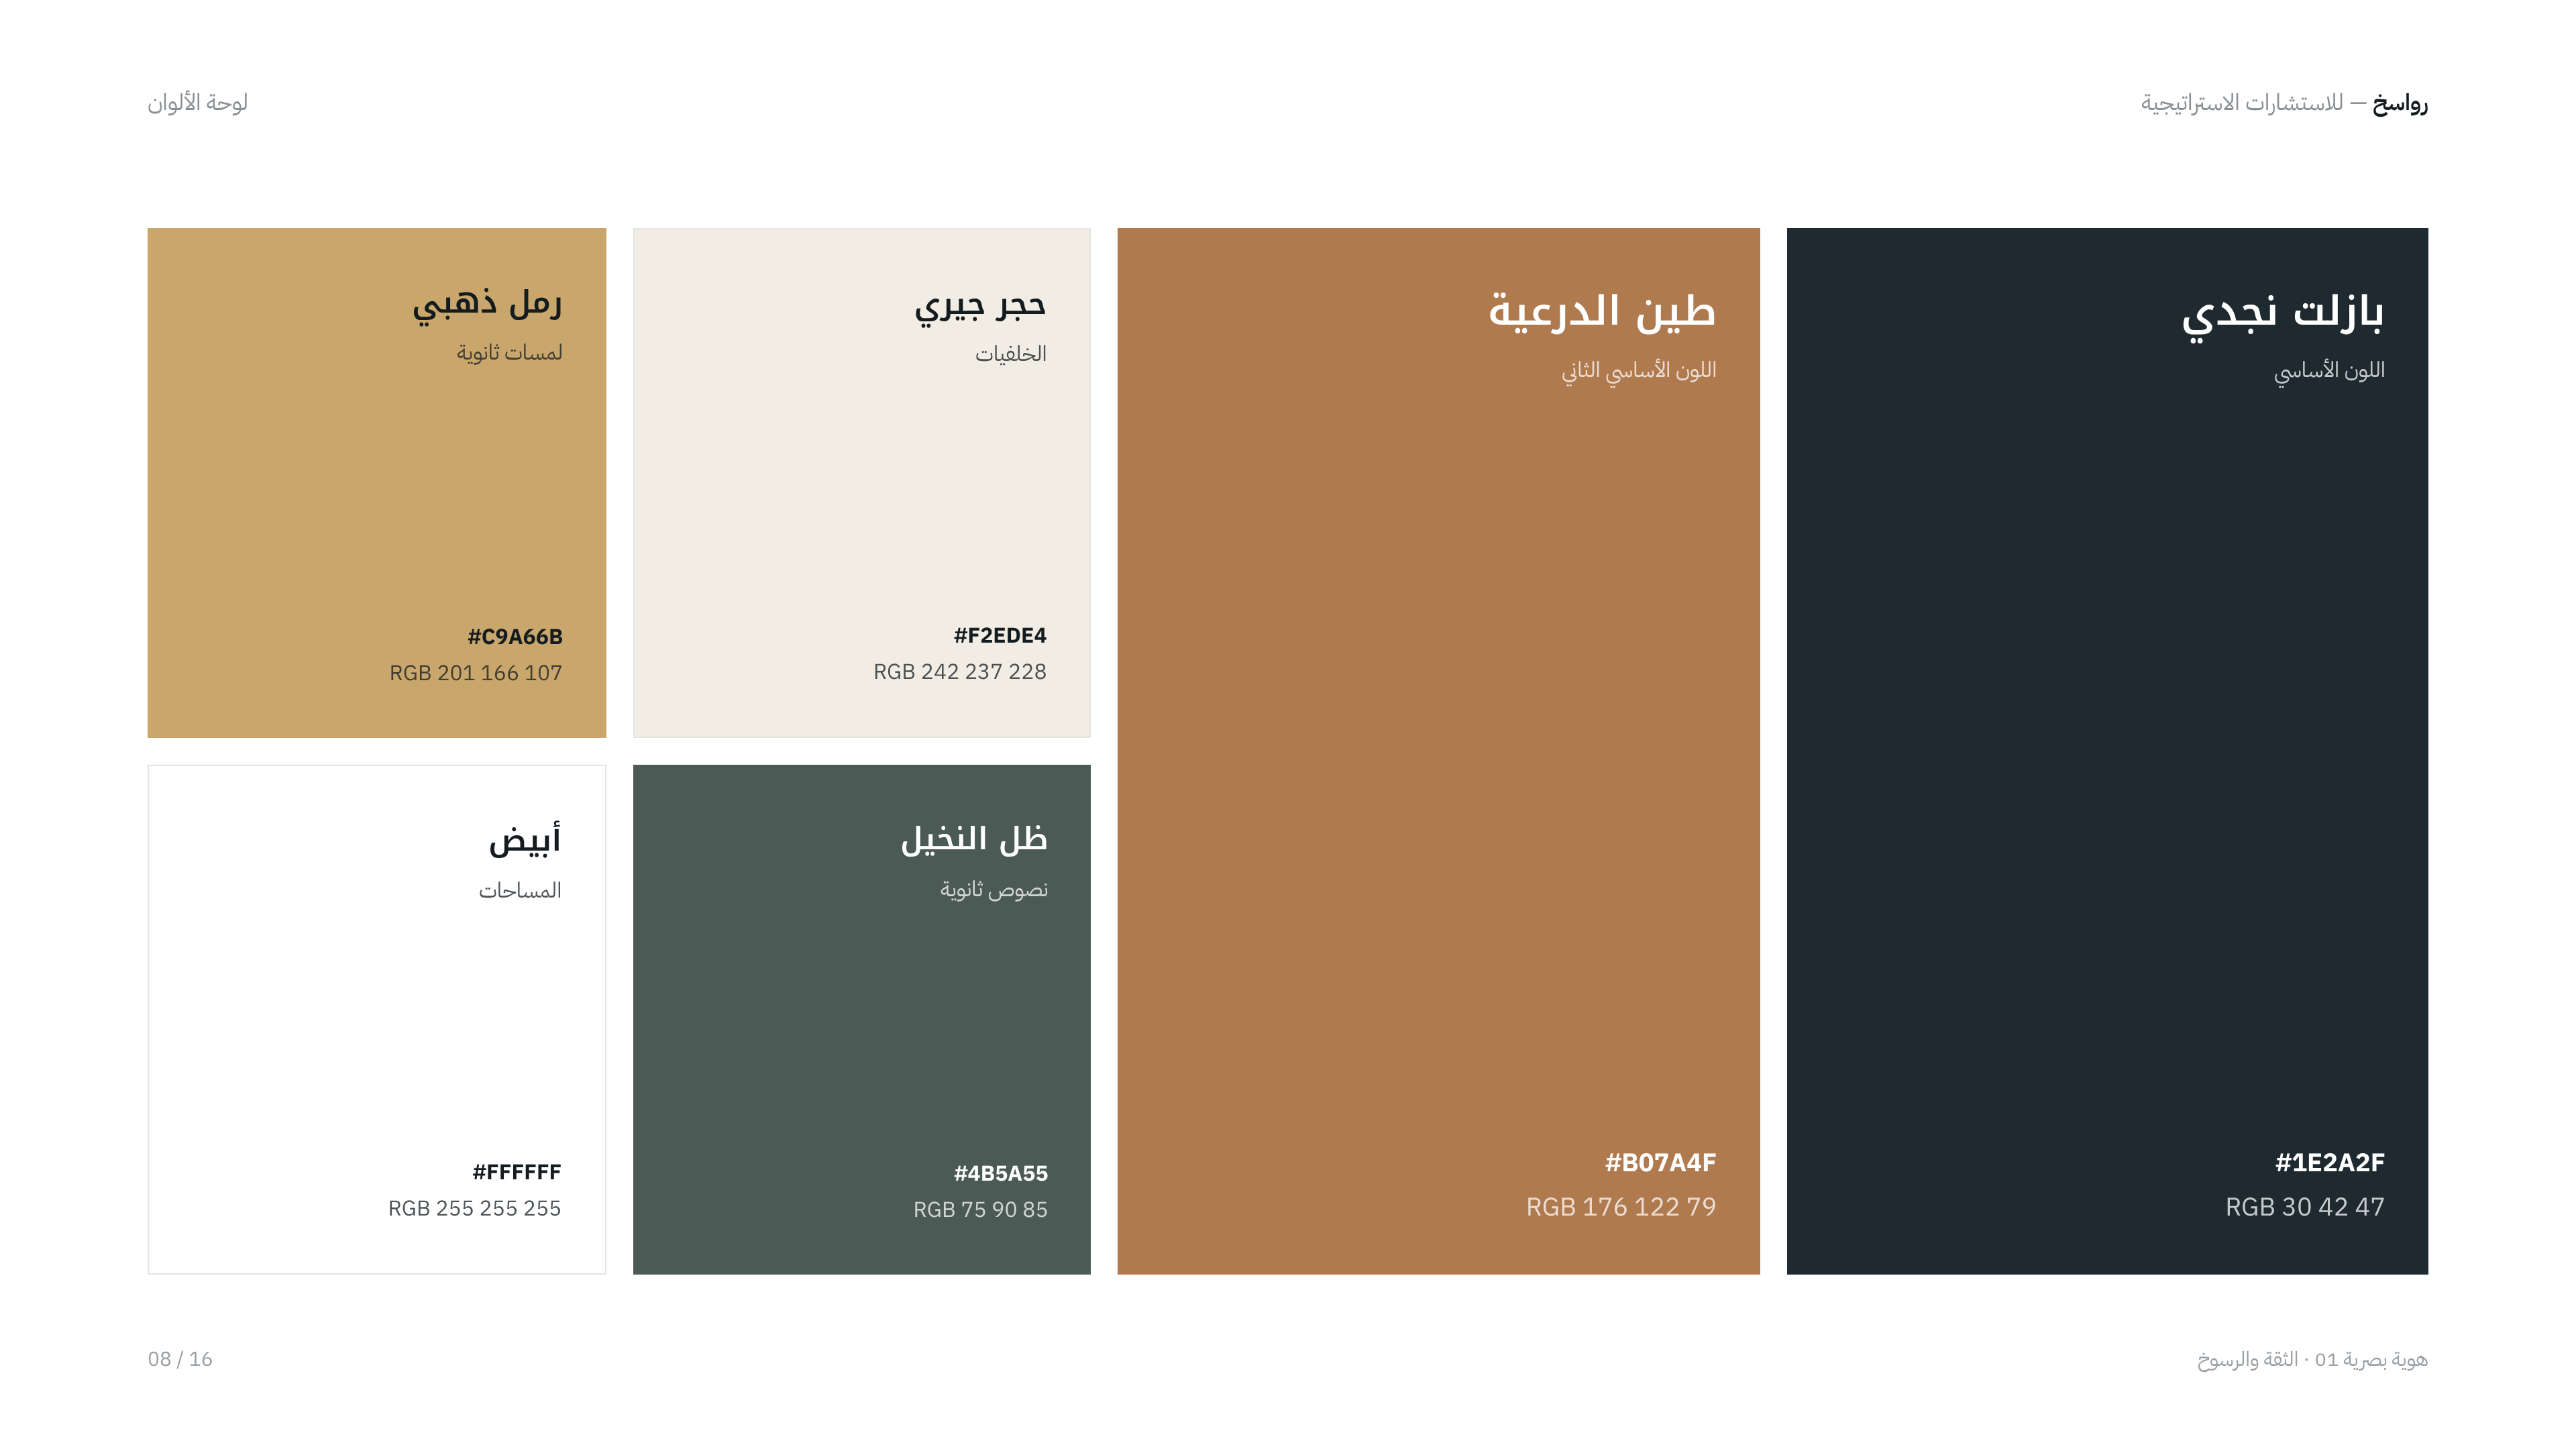 رواسخ — للاستشارات الاستراتيجية
لوحة الألوان
بازلت نجدي
اللون الأساسي
#1E2A2F
RGB 30 42 47
طين الدرعية
اللون الأساسي الثاني
#B07A4F
RGB 176 122 79
حجر جيري
الخلفيات
#F2EDE4
RGB 242 237 228
رمل ذهبي
لمسات ثانوية
#C9A66B
RGB 201 166 107
ظل النخيل
نصوص ثانوية
#4B5A55
RGB 75 90 85
أبيض
المساحات
#FFFFFF
RGB 255 255 255
هوية بصرية 01 · الثقة والرسوخ
08 / 16